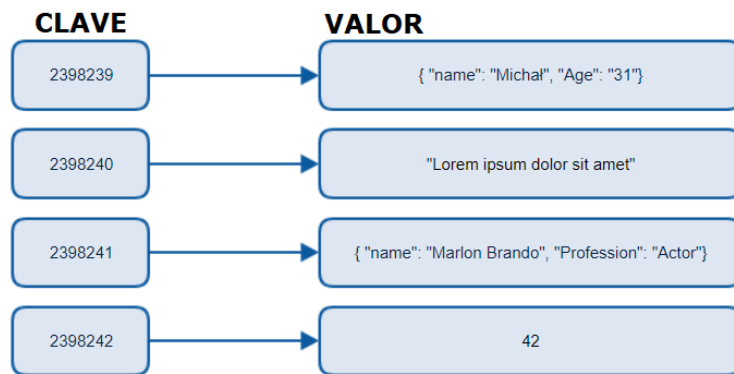 CLAVE VALOR
2398239 { "name": "Michał", "Age": "31"}
2398240 "Lorem ipsum dolor sit amet"
2398241 { "name": "Marlon Brando", "Profession": "Actor"}
2398242 42